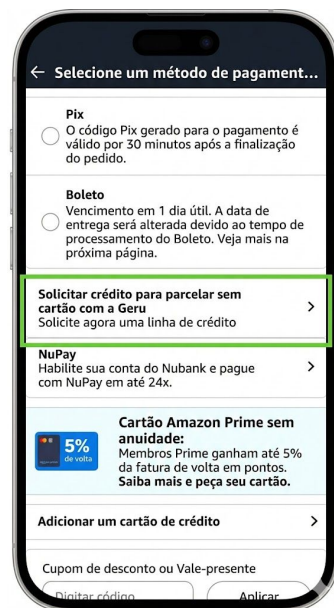 Selecione um método de pagament...
Pix
O código Pix gerado para o pagamento é
válido por 30 minutos após a finalização
do pedido.
Boleto
Vencimento em 1 dia útil. A data de
entrega será alterada devido ao tempo de
processamento do Boleto. Veja mais na
próxima página.
Solicitar crédito para parcelar sem
cartão com a Geru
Solicite agora uma linha de crédito
NuPay
Habilite sua conta do Nubank e pague
com NuPay em até 24x.
5%
de volta
Cartão Amazon Prime sem
anuidade:
Membros Prime ganham até 5%
da fatura de volta em pontos.
Saiba mais e peça seu cartão.
Adicionar um cartão de crédito
Cupom de desconto ou Vale-presente
Digitar código
Aplicar